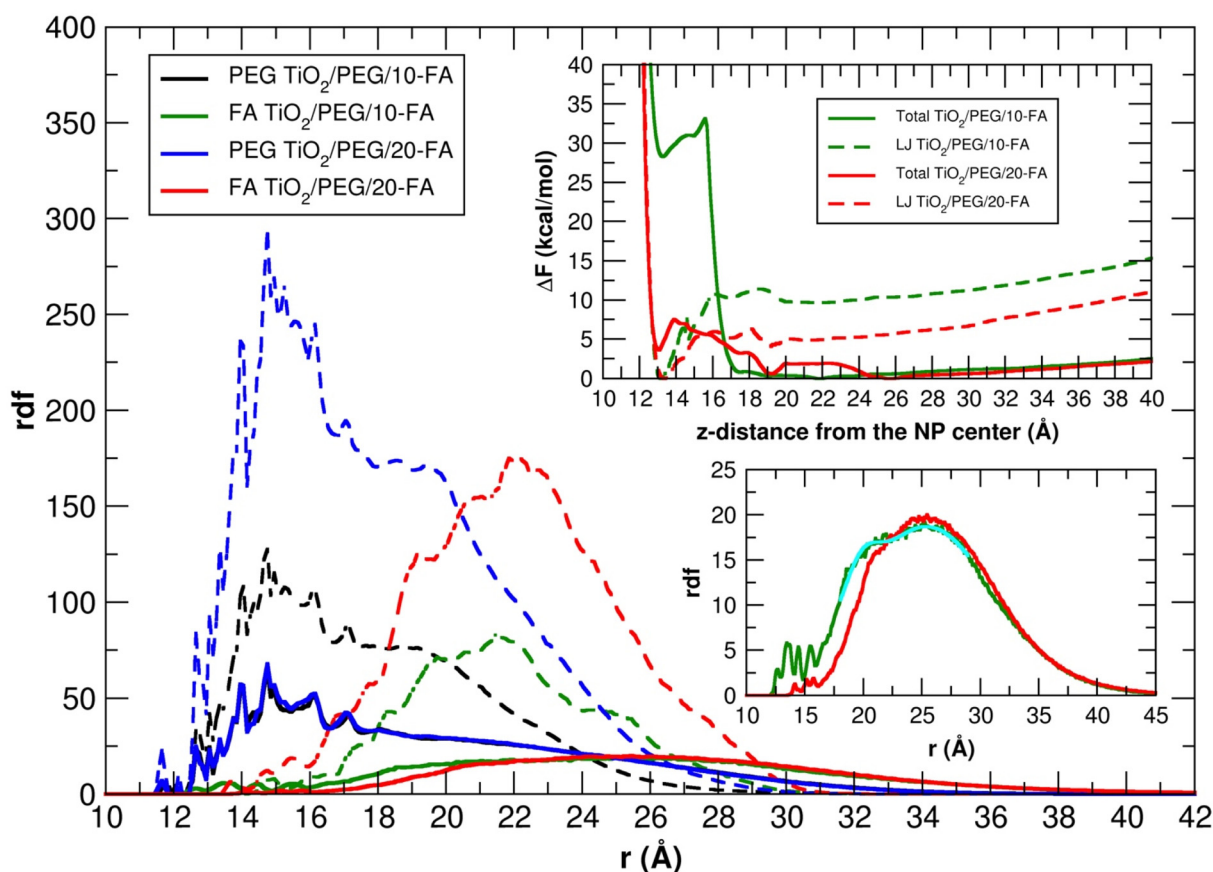 400
350
300
250
200
150
100
50
0
rdf
10 12 14 16 18 20 22 24 26 28 30 32 34 36 38 40 42
r (Å)
PEG TiO₂/PEG/10-FA
FA TiO₂/PEG/10-FA
PEG TiO₂/PEG/20-FA
FA TiO₂/PEG/20-FA
40
35
30
25
20
15
10
5
0
ΔF (kcal/mol)
Total TiO₂/PEG/10-FA
LJ TiO₂/PEG/10-FA
Total TiO₂/PEG/20-FA
LJ TiO₂/PEG/20-FA
10 12 14 16 18 20 22 24 26 28 30 32 34 36 38 40
z-distance from the NP center (Å)
25
20
15
10
5
0
rdf
10 15 20 25 30 35 40 45
r (Å)